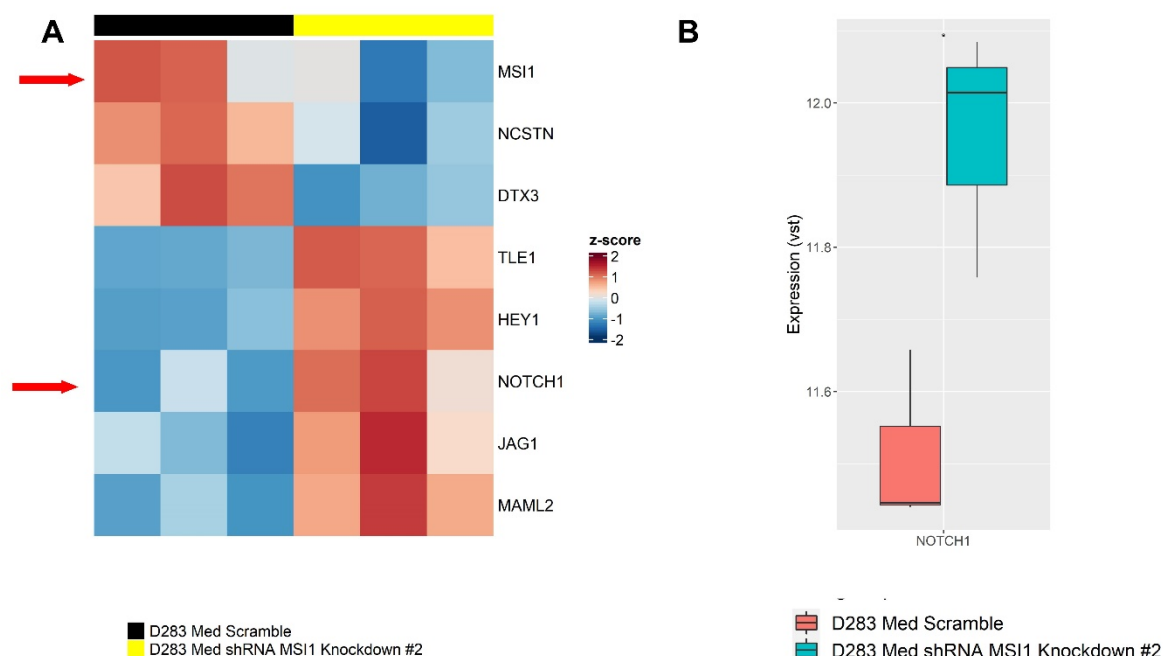 A
MSI1
NCSTN
DTX3
TLE1
HEY1
NOTCH1
JAG1
MAML2
z-score
2
1
0
-1
-2
D283 Med Scramble
D283 Med shRNA MSI1 Knockdown #2
B
Expression (vst)
12.0
11.8
11.6
NOTCH1
D283 Med Scramble
D283 Med shRNA MSI1 Knockdown #2